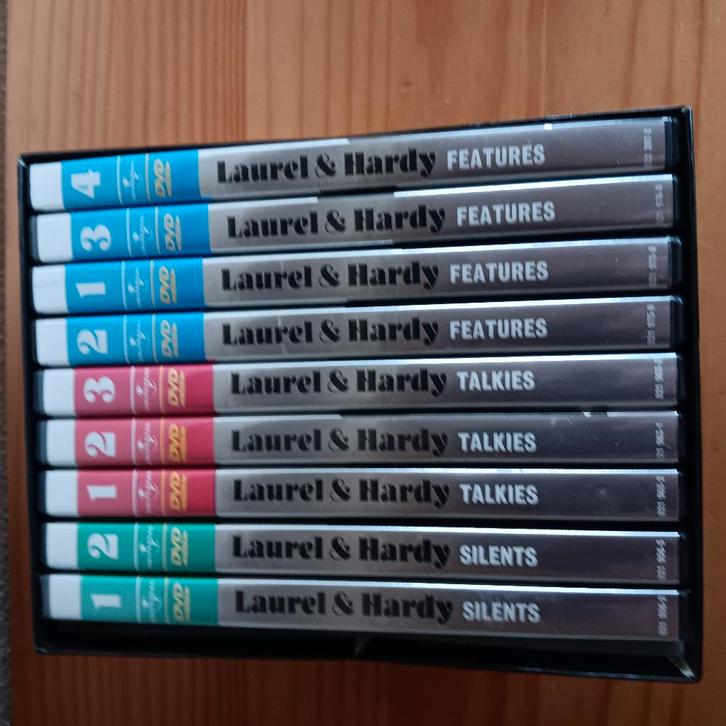 4 DVD Laurel & Hardy FEATURES
3 DVD Laurel & Hardy FEATURES
1 DVD Laurel & Hardy FEATURES
2 DVD Laurel & Hardy FEATURES
3 DVD Laurel & Hardy TALKIES
2 DVD Laurel & Hardy TALKIES
1 DVD Laurel & Hardy TALKIES
2 DVD Laurel & Hardy SILENTS
1 DVD Laurel & Hardy SILENTS